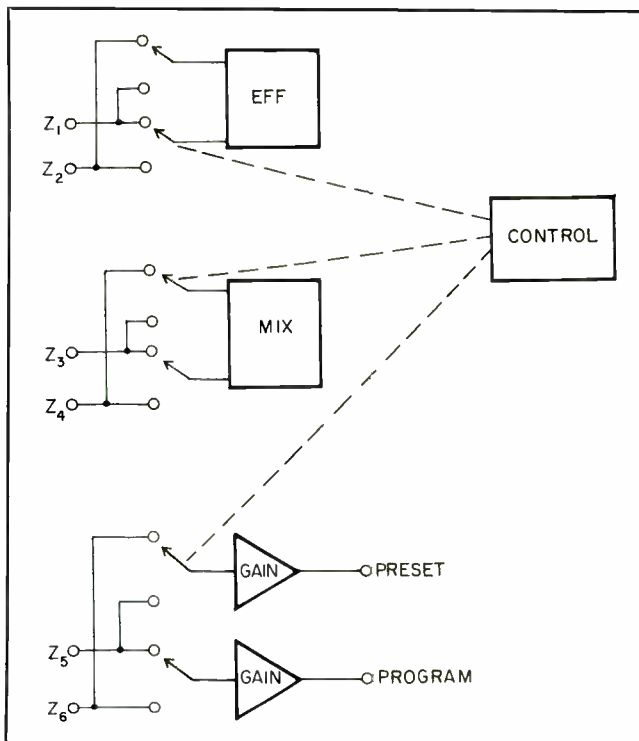 EFF
Z1
Z2
CONTROL
MIX
Z3
Z4
GAIN
PRESET
Z5
GAIN
PROGRAM
Z6